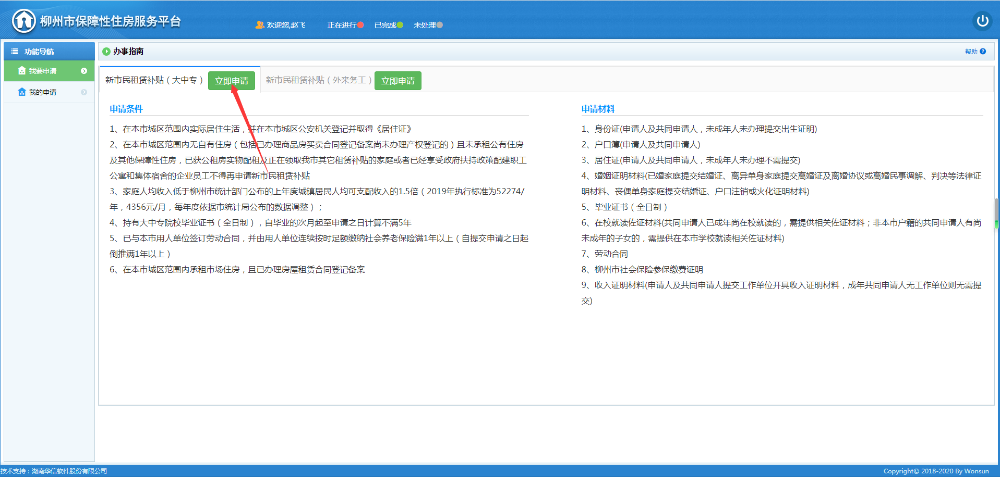 柳州市保障性住房服务平台
欢迎您,赵飞 正在进行 已完成 未处理
功能导航
我要申请
我的申请
办事指南
帮助
新市民租赁补贴（大中专） 立即申请 新市民租赁补贴（外来务工） 立即申请
申请条件
1、在本市城区范围内实际居住生活，并在本市城区公安机关登记并取得《居住证》
2、在本市城区范围内无自有住房（包括已办理商品房买卖合同登记备案尚未办理产权登记的）且未承租公有住房
及其他保障性住房，已获公租房实物配租及正在领取我市其它租赁补贴的家庭或者已经享受政府扶持政策配建职工
公寓和集体宿舍的企业员工不得再申请新市民租赁补贴
3、家庭人均收入低于柳州市统计部门公布的上年度城镇居民人均可支配收入的1.5倍（2019年执行标准为52274/
年，4356元/月，每年度依据市统计局公布的数据调整）；
4、持有大中专院校毕业证书（全日制），自毕业的次月起至申请之日计算不满5年
5、已与本市用人单位签订劳动合同，并由用人单位连续按时足额缴纳社会养老保险满1年以上（自提交申请之日起
倒推满1年以上）
6、在本市城区范围内承租市场住房，且已办理房屋租赁合同登记备案
申请材料
1、身份证(申请人及共同申请人，未成年人未办理提交出生证明)
2、户口簿(申请人及共同申请人)
3、居住证(申请人及共同申请人，未成年人未办理不需提交)
4、婚姻证明材料(已婚家庭提交结婚证、离异单身家庭提交离婚证及离婚协议或离婚民事调解、判决等法律证
明材料、丧偶单身家庭提交结婚证、户口注销或火化证明材料)
5、毕业证书（全日制）
6、在校就读佐证材料(共同申请人已成年尚在校就读的，需提供相关佐证材料；非本市户籍的共同申请人有尚
未成年的子女的，需提供在本市学校就读相关佐证材料)
7、劳动合同
8、柳州市社会保险参保缴费证明
9、收入证明材料(申请人及共同申请人提交工作单位开具收入证明材料，成年共同申请人无工作单位则无需提
交)
技术支持：湖南华信软件股份有限公司
Copyright© 2018-2020 By Wonsun